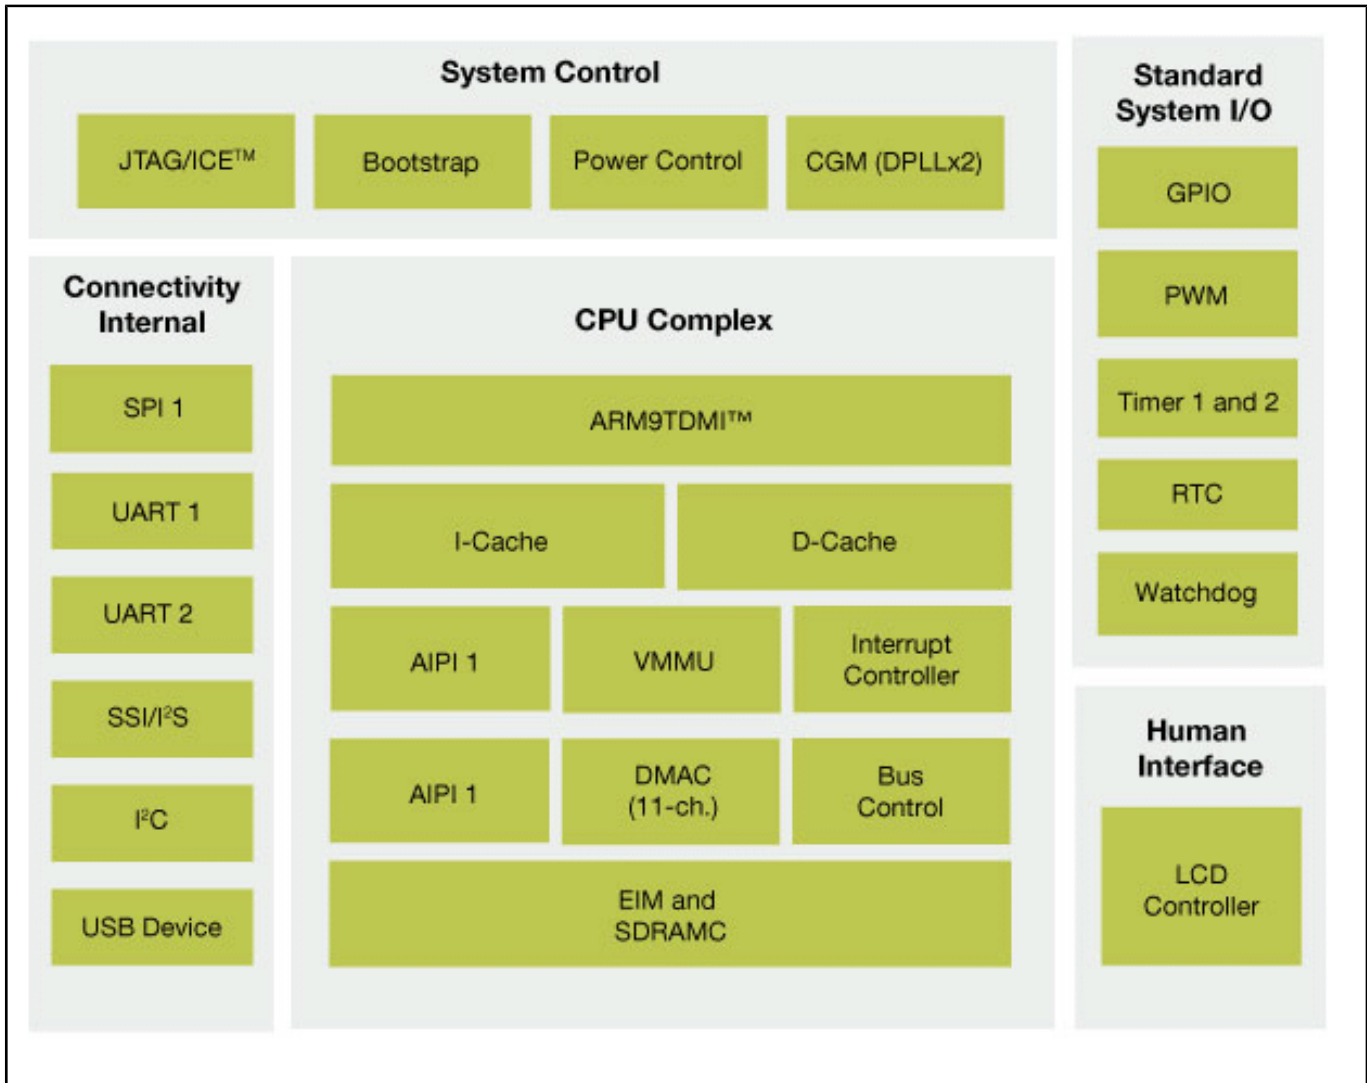 System Control
JTAG/ICE™
Bootstrap
Power Control
CGM (DPLLx2)
Standard
System I/O
GPIO
PWM
Timer 1 and 2
RTC
Watchdog
Connectivity
Internal
SPI 1
UART 1
UART 2
SSI/I²S
I²C
USB Device
CPU Complex
ARM9TDMI™
I-Cache
D-Cache
AIPI 1
VMMU
Interrupt
Controller
AIPI 1
DMAC
(11-ch.)
Bus
Control
EIM and
SDRAMC
Human
Interface
LCD
Controller